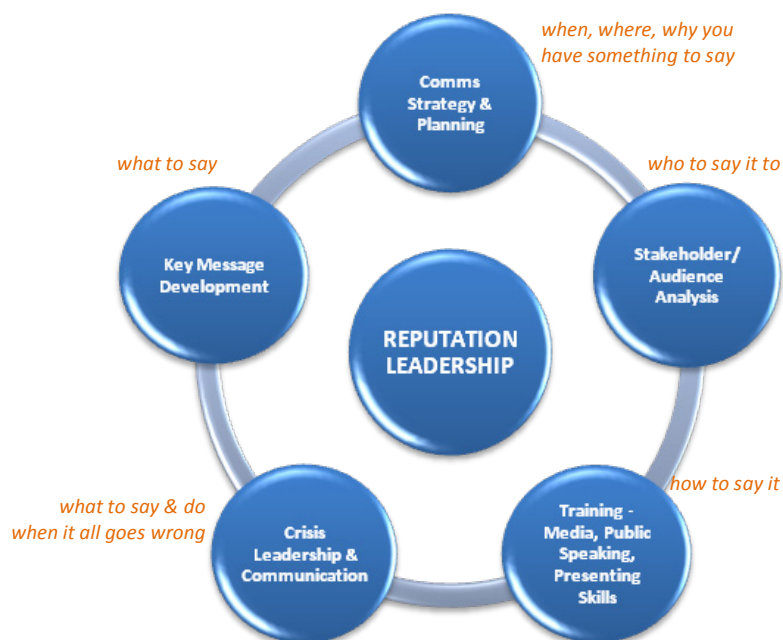 when, where, why you
have something to say
Comms
Strategy &
Planning
who to say it to
Stakeholder/
Audience
Analysis
how to say it
Training -
Media, Public
Speaking,
Presenting
Skills
what to say & do
when it all goes wrong
Crisis
Leadership &
Communication
what to say
Key Message
Development
REPUTATION
LEADERSHIP